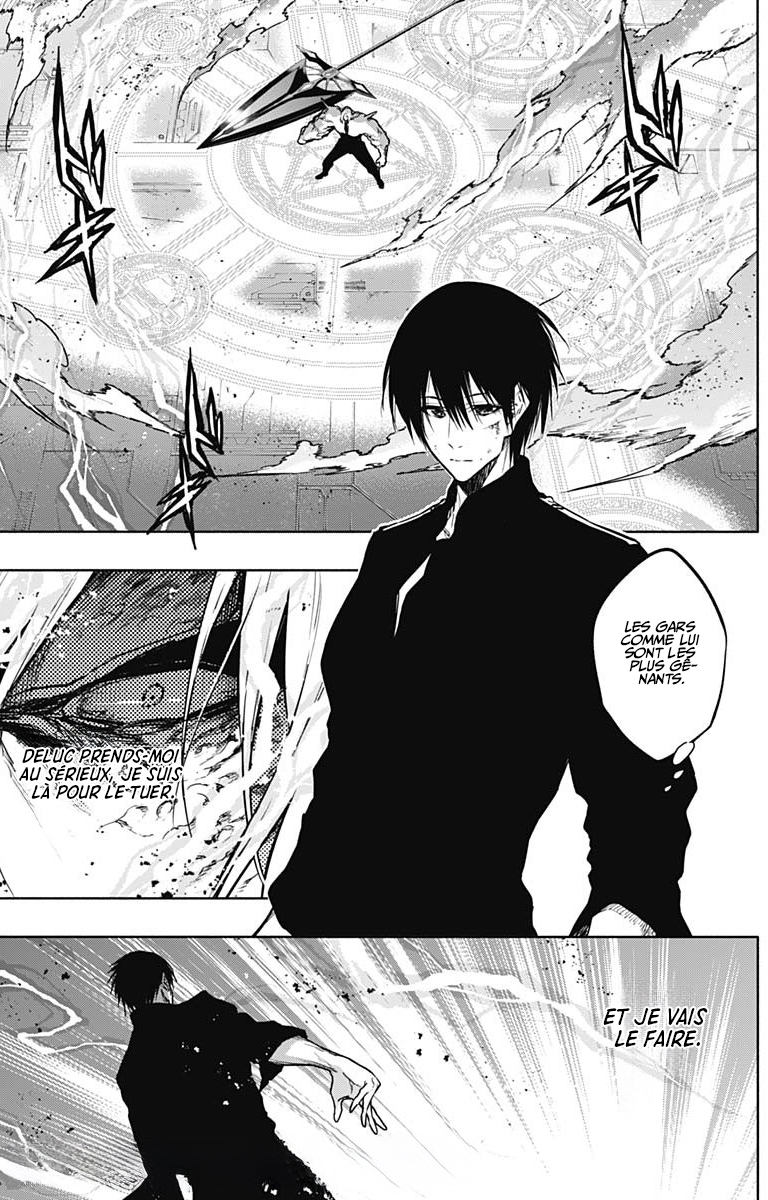 LES GARS
COMME LUI
SONT LES
PLUS GÊ-
NANTS.
DELUC PRENDS-MOI
AU SÉRIEUX, JE SUIS
LÀ POUR LE TUER.
ET JE VAIS
LE FAIRE.